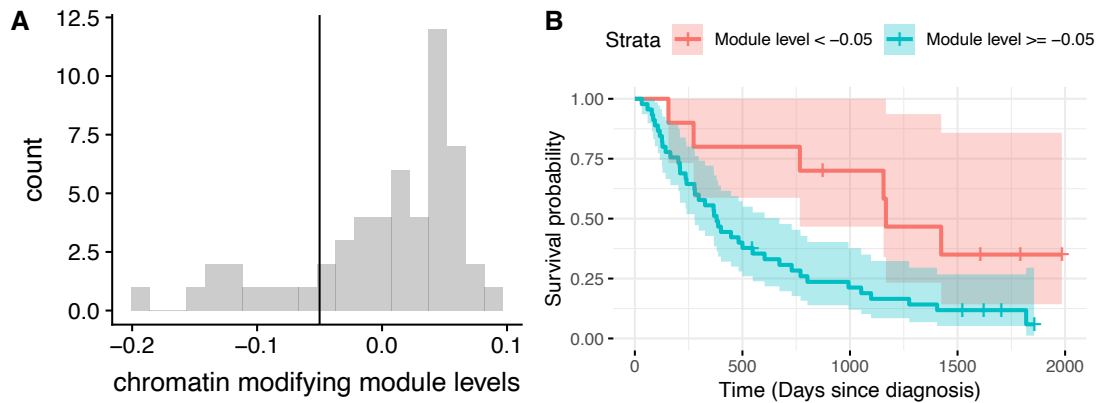 A
12.5
10.0
7.5
5.0
2.5
0.0
count
−0.2
−0.1
0.0
0.1
chromatin modifying module levels
B
Strata
Module level < −0.05
Module level >= −0.05
1.00
0.75
0.50
0.25
0.00
Survival probability
0
500
1000
1500
2000
Time (Days since diagnosis)